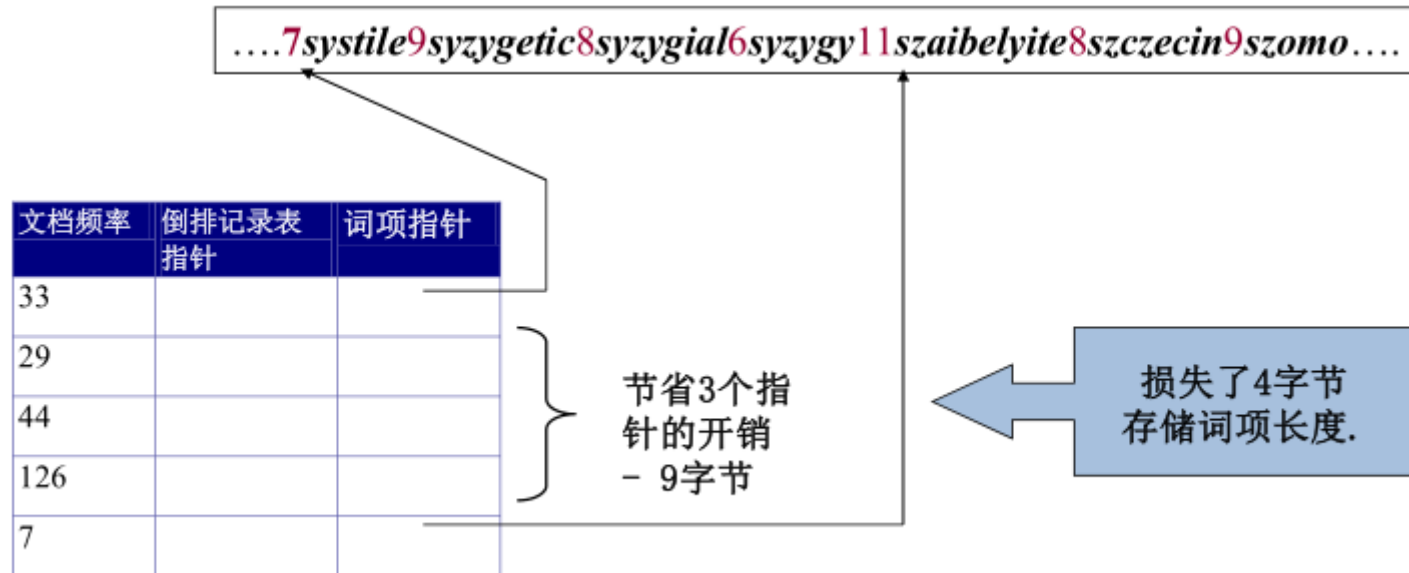 ….7systile9syzygetic8syzygial6syzygy11szaibelyite8szczecin9szomo….
文档频率 倒排记录表 词项指针
指针
33
29
44
126
7
节省3个指
针的开销
- 9字节
损失了4字节
存储词项长度.